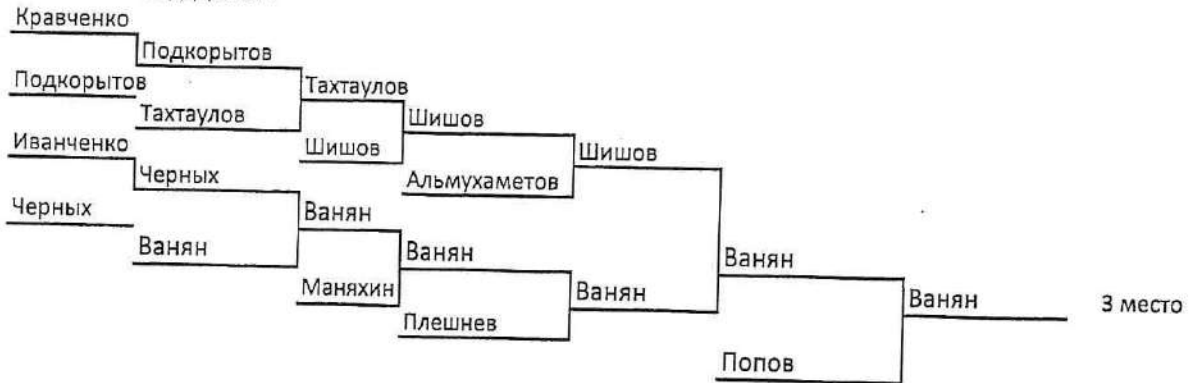 Кравченко
Подкорытов
Подкорытов
Тахтаулов
Тахтаулов
Шишов
Шишов
Иванченко
Шишов
Черных
Альмухаметов
Черных
Ванян
Ванян
Ванян
Ванян
Маняхин
Ванян
Ванян
3 место
Плешнев
Попов